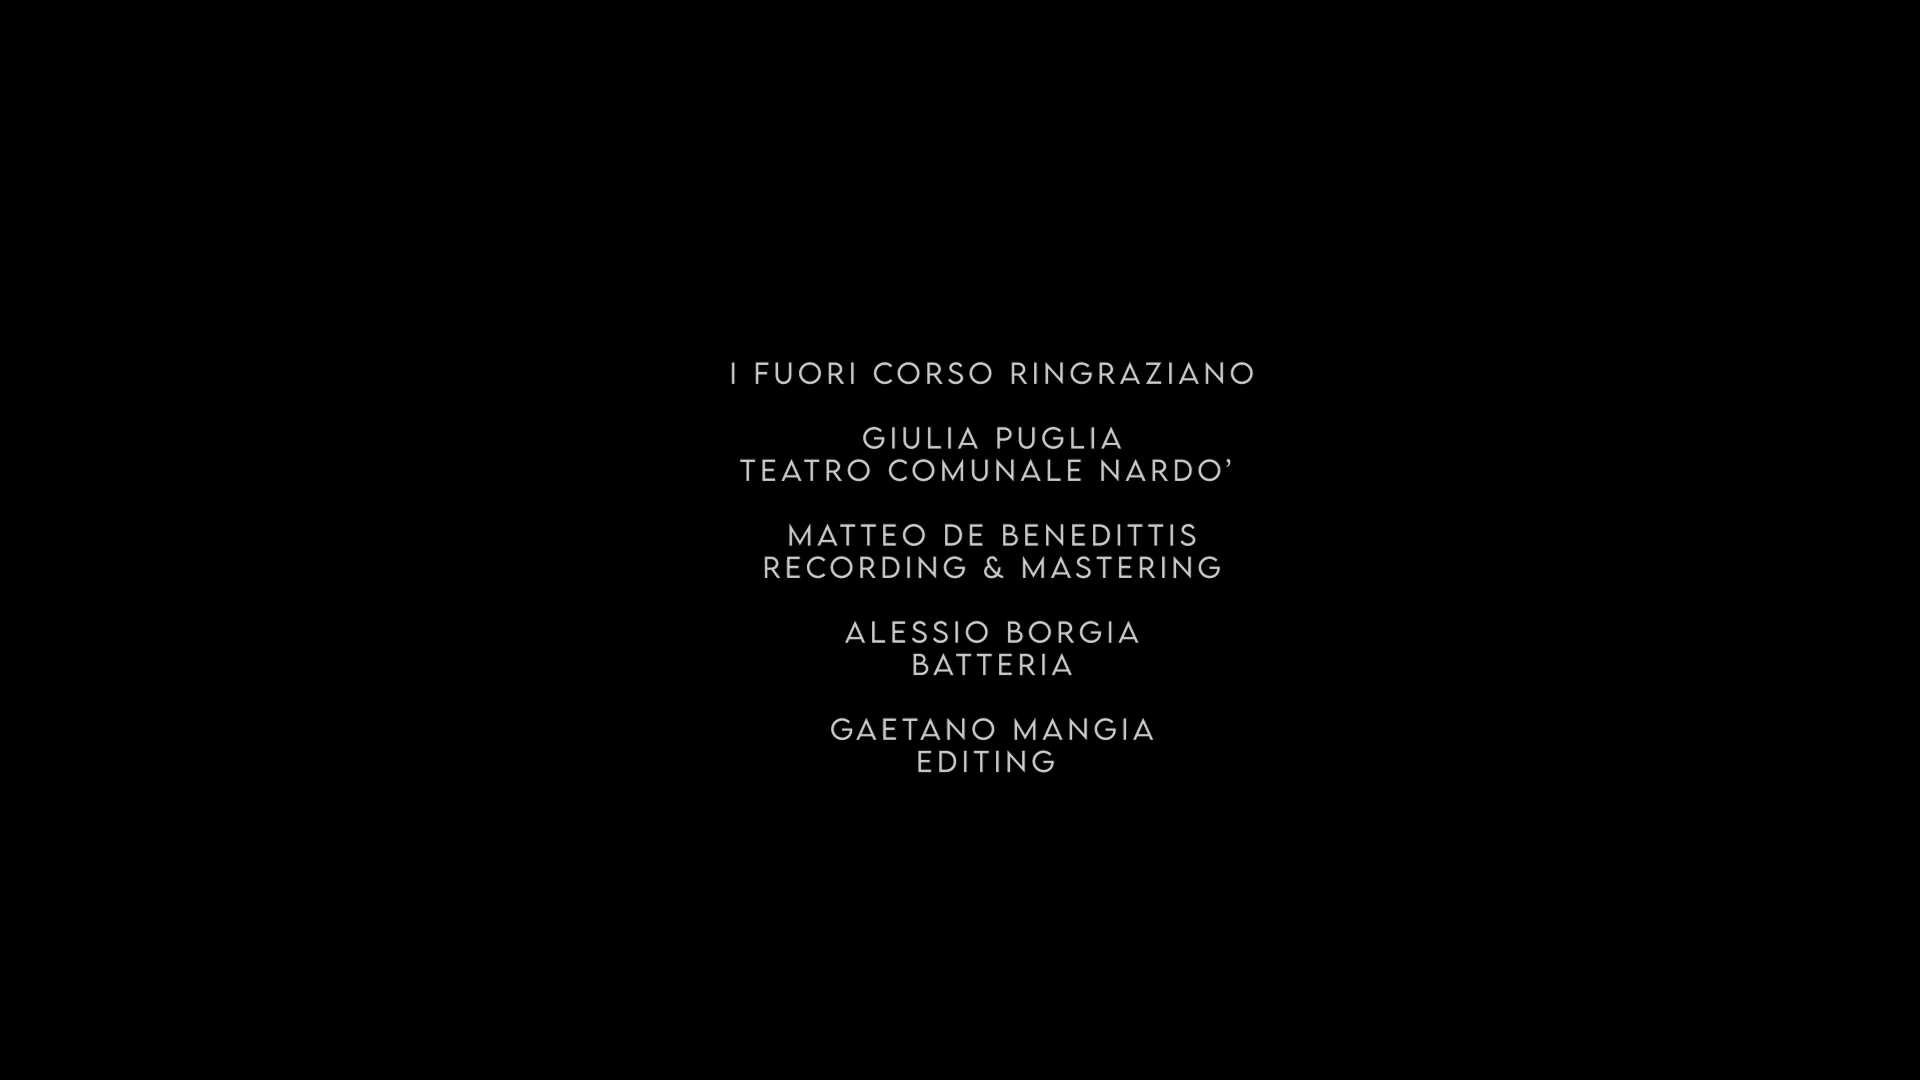 I FUORI CORSO RINGRAZIANO
GIULIA PUGLIA
TEATRO COMUNALE NARDO’
MATTEO DE BENEDITTIS
RECORDING & MASTERING
ALESSIO BORGIA
BATTERIA
GAETANO MANGIA
EDITING